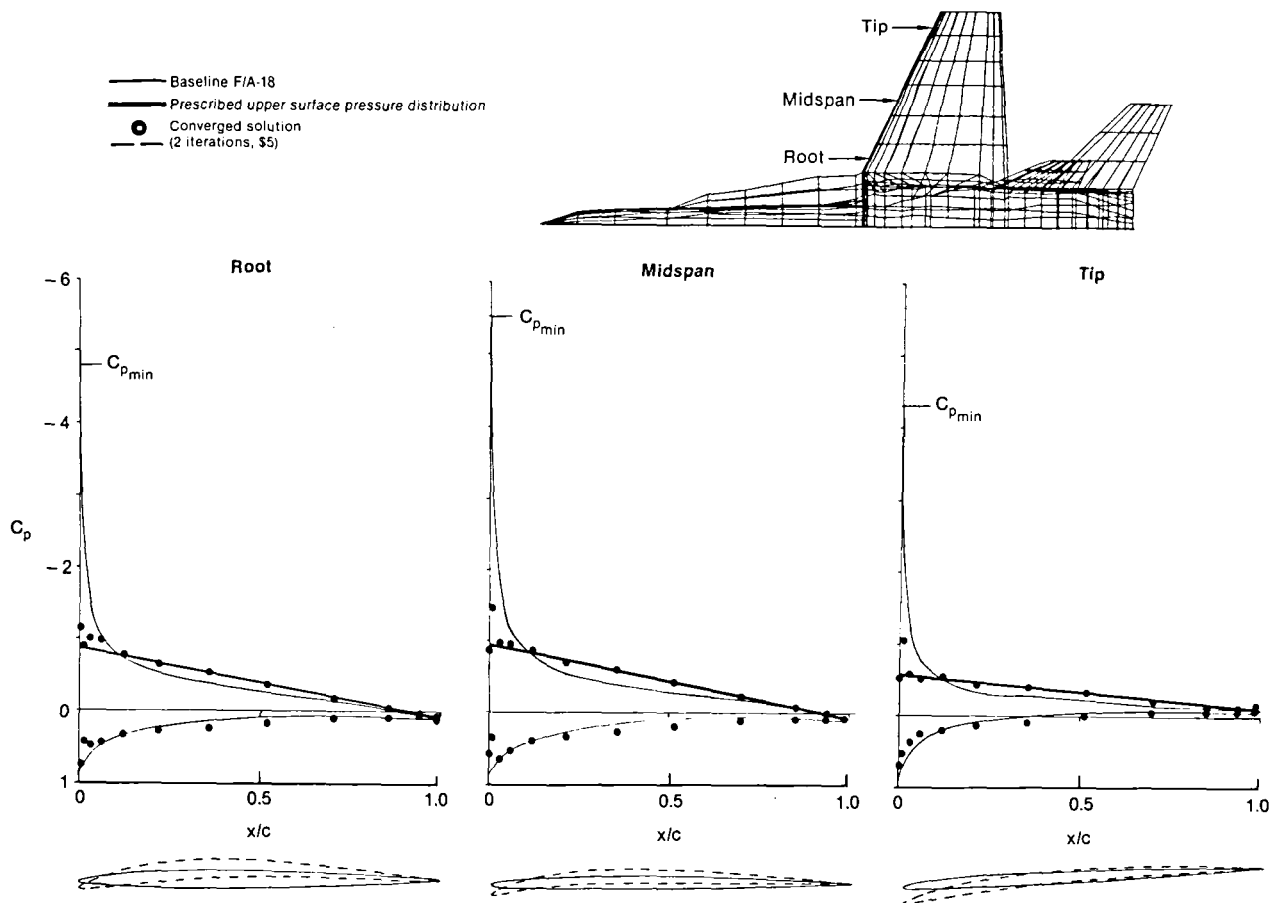 Tip
Baseline F/A-18
Prescribed upper surface pressure distribution
Midspan
Converged solution
(2 iterations, $5)
Root
Root
Midspan
Tip
−6
−4
−2
0
1
Cp
Cpmin
Cpmin
Cpmin
0 0.5 1.0
0 0.5 1.0
0 0.5 1.0
x/c
x/c
x/c